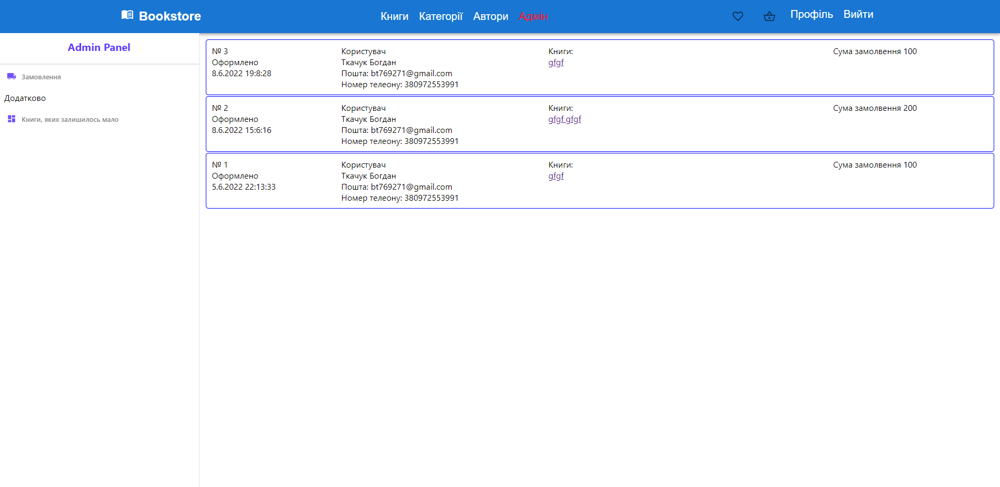 Bookstore
Книги Категорії Автори Адмін
Профіль Вийти
Admin Panel
Замовлення
Додатково
Книги, яких залишилось мало
№ 3
Оформлено
8.6.2022 19:8:28
Користувач
Ткачук Богдан
Пошта: bt769271@gmail.com
Номер телеону: 380972553991
Книги:
gfgf
Сума замолвення 100
№ 2
Оформлено
8.6.2022 15:6:16
Користувач
Ткачук Богдан
Пошта: bt769271@gmail.com
Номер телеону: 380972553991
Книги:
gfgf gfgf
Сума замолвення 200
№ 1
Оформлено
5.6.2022 22:13:33
Користувач
Ткачук Богдан
Пошта: bt769271@gmail.com
Номер телеону: 380972553991
Книги:
gfgf
Сума замолвення 100